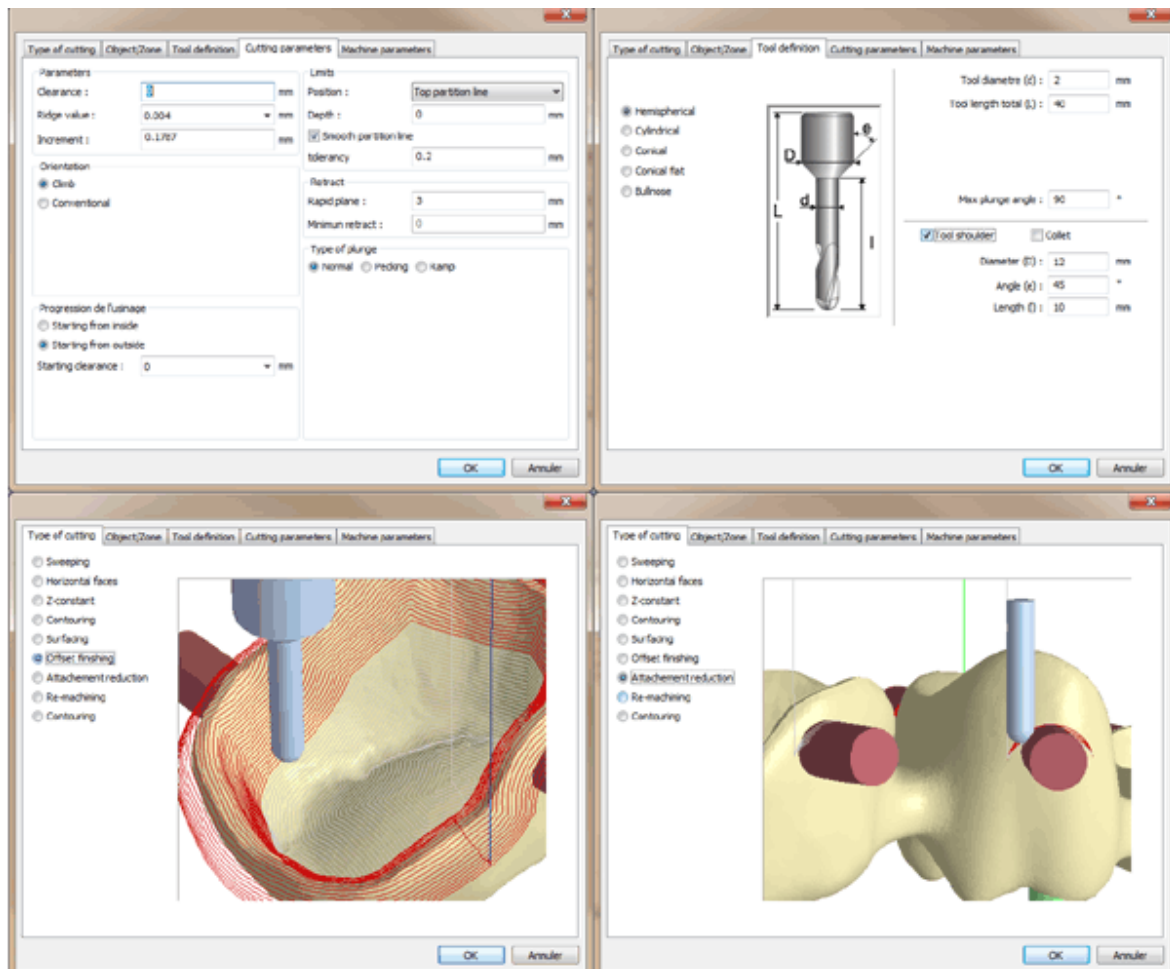 Type of cutting Object/Zone Tool definition Cutting parameters Machine parameters
Parameters
Clearance : 0 mm
Ridge value : 0.004 mm
Increment : 0.1787 mm
Orientation
Climb
Conventional
Progression de l'usinage
Starting from inside
Starting from outside
Starting clearance : 0 mm
Limits
Position : Top partition line
Depth : 0 mm
Smooth partition line
tolerancy 0.2 mm
Retract
Rapid plane : 3 mm
Minimun retract : 0 mm
Type of plunge
Normal Pecking Ramp
OK Annuler
Type of cutting Object/Zone Tool definition Cutting parameters Machine parameters
Hemispherical
Cylindrical
Conical
Conical flat
Bullnose
L D d e l
Tool diametre (d) : 2 mm
Tool length total (L) : 40 mm
Max plunge angle : 90 °
Tool shoulder Collet
Diameter (D) : 12 mm
Angle (e) : 45 °
Length (l) : 10 mm
OK Annuler
Type of cutting Object/Zone Tool definition Cutting parameters Machine parameters
Sweeping
Horizontal faces
Z-constant
Contouring
Surfacing
Offset finishing
Attachement reduction
Re-machining
Contouring
OK Annuler
Type of cutting Object/Zone Tool definition Cutting parameters Machine parameters
Sweeping
Horizontal faces
Z-constant
Contouring
Surfacing
Offset finishing
Attachement reduction
Re-machining
Contouring
OK Annuler